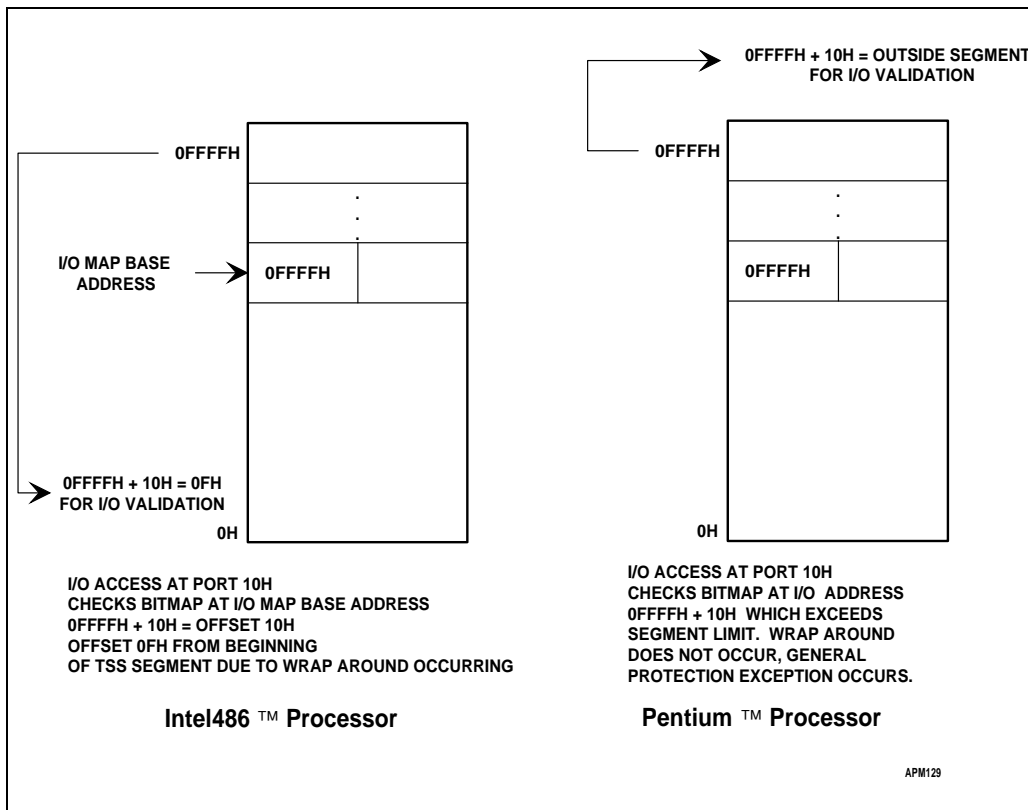 0FFFFH
I/O MAP BASE
ADDRESS
0FFFFH
0FFFFH + 10H = 0FH
FOR I/O VALIDATION
0H
I/O ACCESS AT PORT 10H
CHECKS BITMAP AT I/O MAP BASE ADDRESS
0FFFFH + 10H = OFFSET 10H
OFFSET 0FH FROM BEGINNING
OF TSS SEGMENT DUE TO WRAP AROUND OCCURRING
Intel486 ™ Processor
0FFFFH + 10H = OUTSIDE SEGMENT
FOR I/O VALIDATION
0FFFFH
0FFFFH
0H
I/O ACCESS AT PORT 10H
CHECKS BITMAP AT I/O ADDRESS
0FFFFH + 10H WHICH EXCEEDS
SEGMENT LIMIT. WRAP AROUND
DOES NOT OCCUR, GENERAL
PROTECTION EXCEPTION OCCURS.
Pentium ™ Processor
APM129